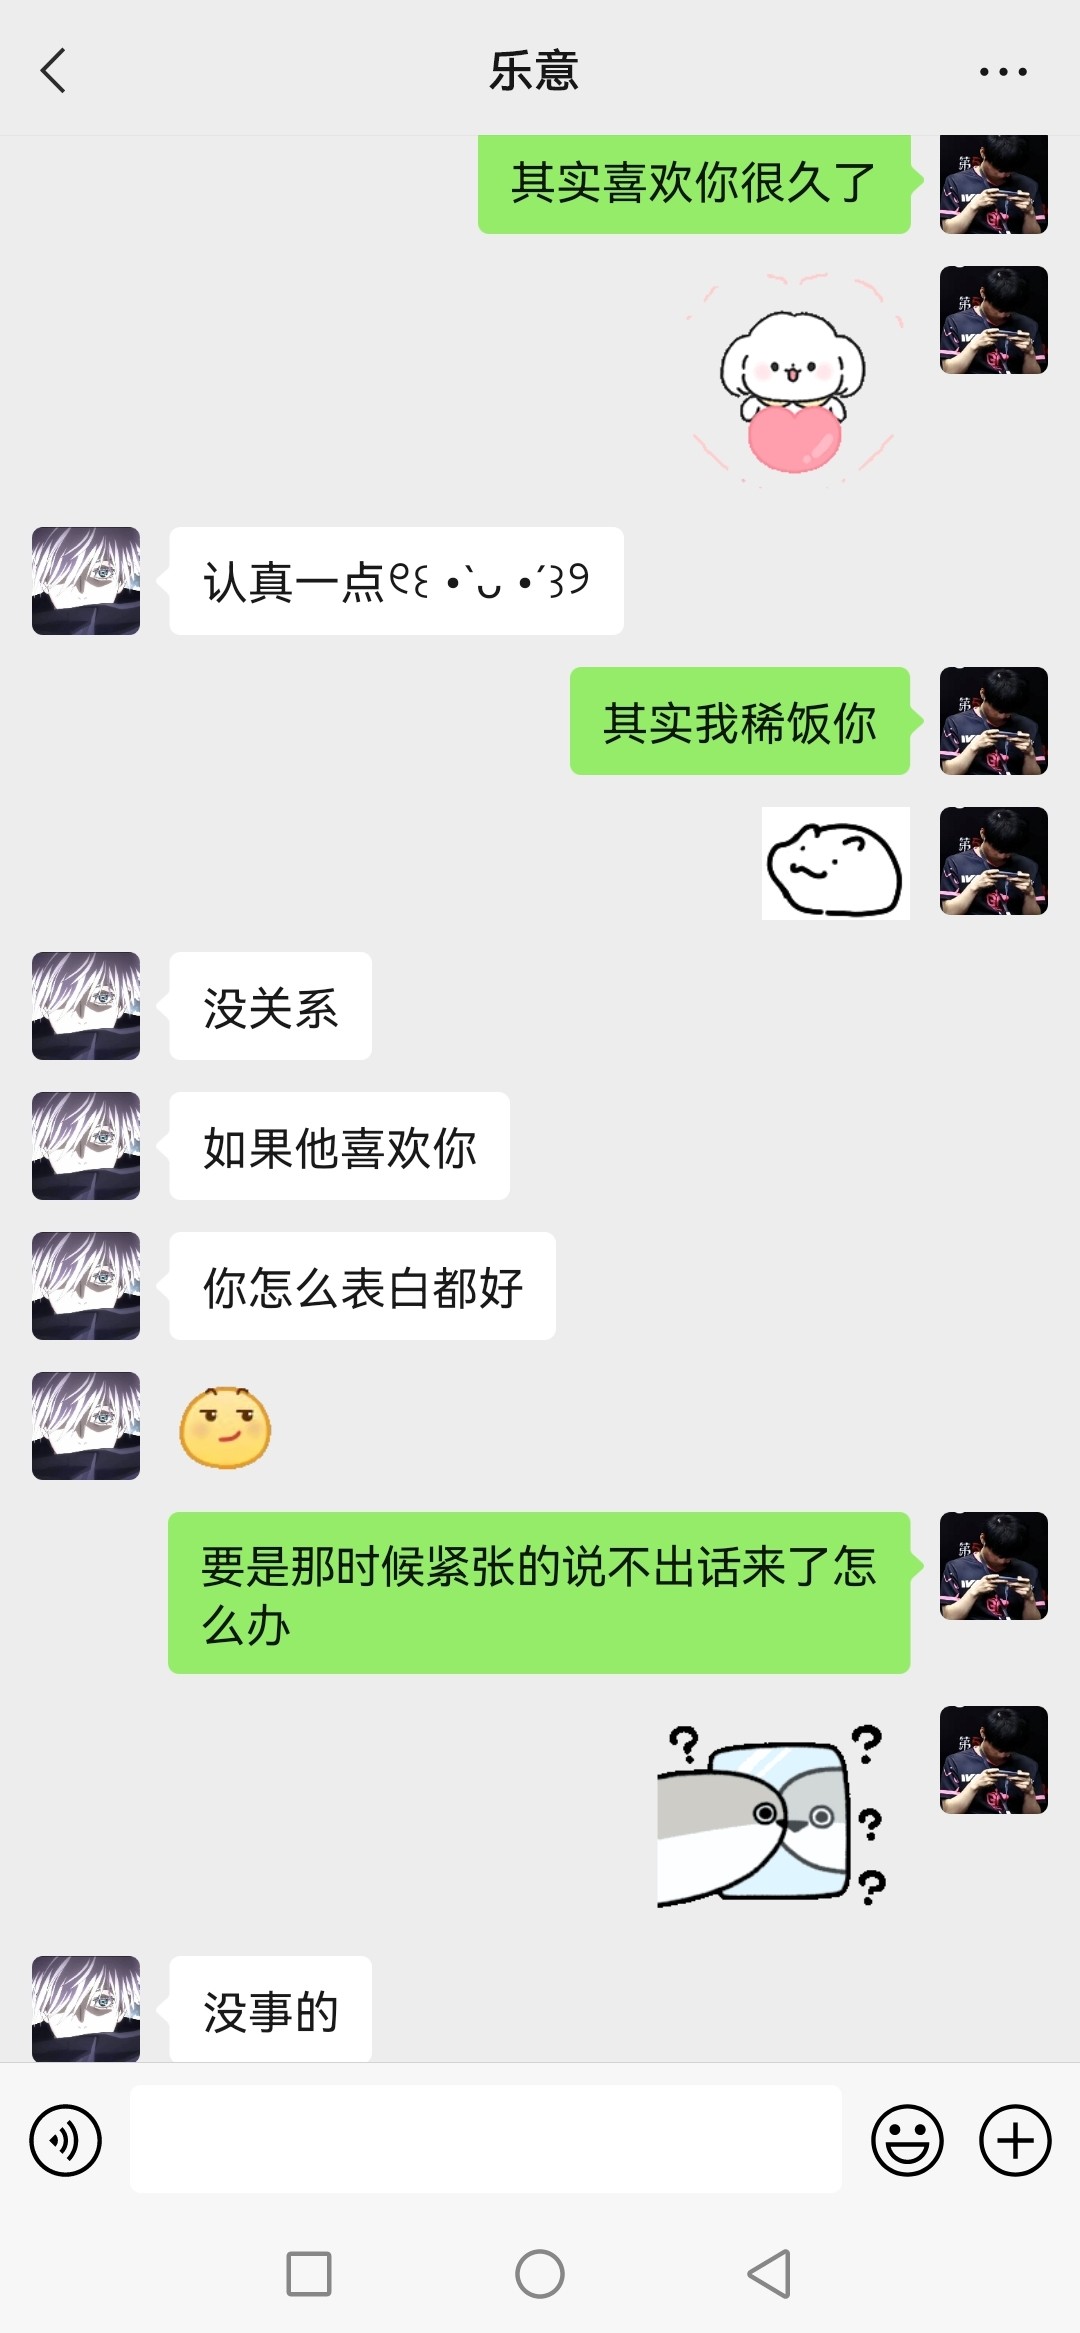 乐意
其实喜欢你很久了
认真一点୧꒰•̀ᴗ•́꒱୨
其实我稀饭你
没关系
如果他喜欢你
你怎么表白都好
要是那时候紧张的说不出话来了怎
么办
? ?
?
?
没事的